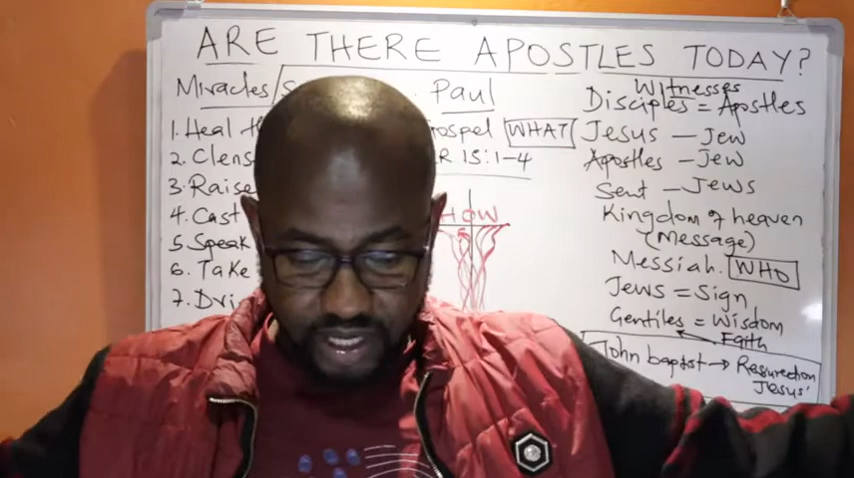 ARE THERE APOSTLES TODAY?
Miracles/ Paul
1. Heal
2. Clens
3. Raise
4. Cast
5. Speak
6. Take
7. Dri
WHAT
15:1-4
HOW
Witnesses
Disciples = Apostles
Jesus — Jew
Apostles — Jew
Sent — Jews
Kingdom of heaven
(Message)
Messiah. WHO
Jews = Sign
Gentiles = Wisdom
Faith
John baptist → Resurection
Jesus'